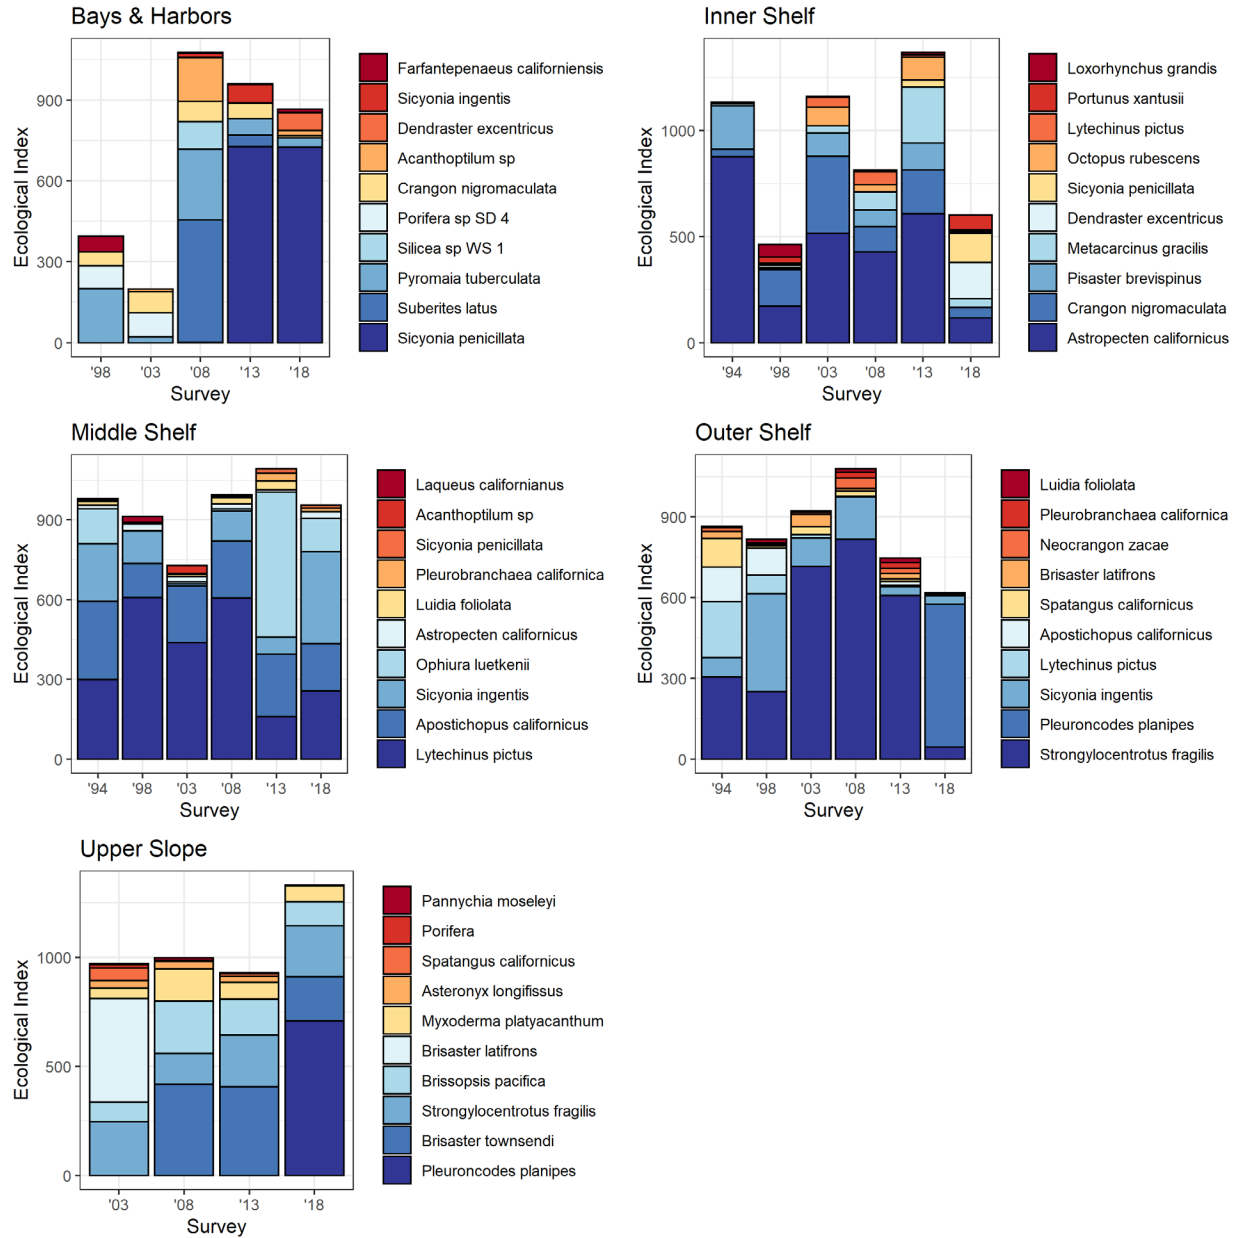 Bays & Harbors
Ecological Index
900
600
300
0
'98
'03
'08
'13
'18
Survey
Farfantepenaeus californiensis
Sicyonia ingentis
Dendraster excentricus
Acanthoptilum sp
Crangon nigromaculata
Porifera sp SD 4
Silicea sp WS 1
Pyromaia tuberculata
Suberites latus
Sicyonia penicillata
Inner Shelf
Ecological Index
1000
500
0
'94
'98
'03
'08
'13
'18
Survey
Loxorhynchus grandis
Portunus xantusii
Lytechinus pictus
Octopus rubescens
Sicyonia penicillata
Dendraster excentricus
Metacarcinus gracilis
Pisaster brevispinus
Crangon nigromaculata
Astropecten californicus
Middle Shelf
Ecological Index
900
600
300
0
'94
'98
'03
'08
'13
'18
Survey
Laqueus californianus
Acanthoptilum sp
Sicyonia penicillata
Pleurobranchaea californica
Luidia foliolata
Astropecten californicus
Ophiura luetkenii
Sicyonia ingentis
Apostichopus californicus
Lytechinus pictus
Outer Shelf
Ecological Index
900
600
300
0
'94
'98
'03
'08
'13
'18
Survey
Luidia foliolata
Pleurobranchaea californica
Neocrangon zacae
Brisaster latifrons
Spatangus californicus
Apostichopus californicus
Lytechinus pictus
Sicyonia ingentis
Pleuroncodes planipes
Strongylocentrotus fragilis
Upper Slope
Ecological Index
1000
500
0
'03
'08
'13
'18
Survey
Pannychia moseleyi
Porifera
Spatangus californicus
Asteronyx longifissus
Myxoderma platyacanthum
Brisaster latifrons
Brissopsis pacifica
Strongylocentrotus fragilis
Brisaster townsendi
Pleuroncodes planipes